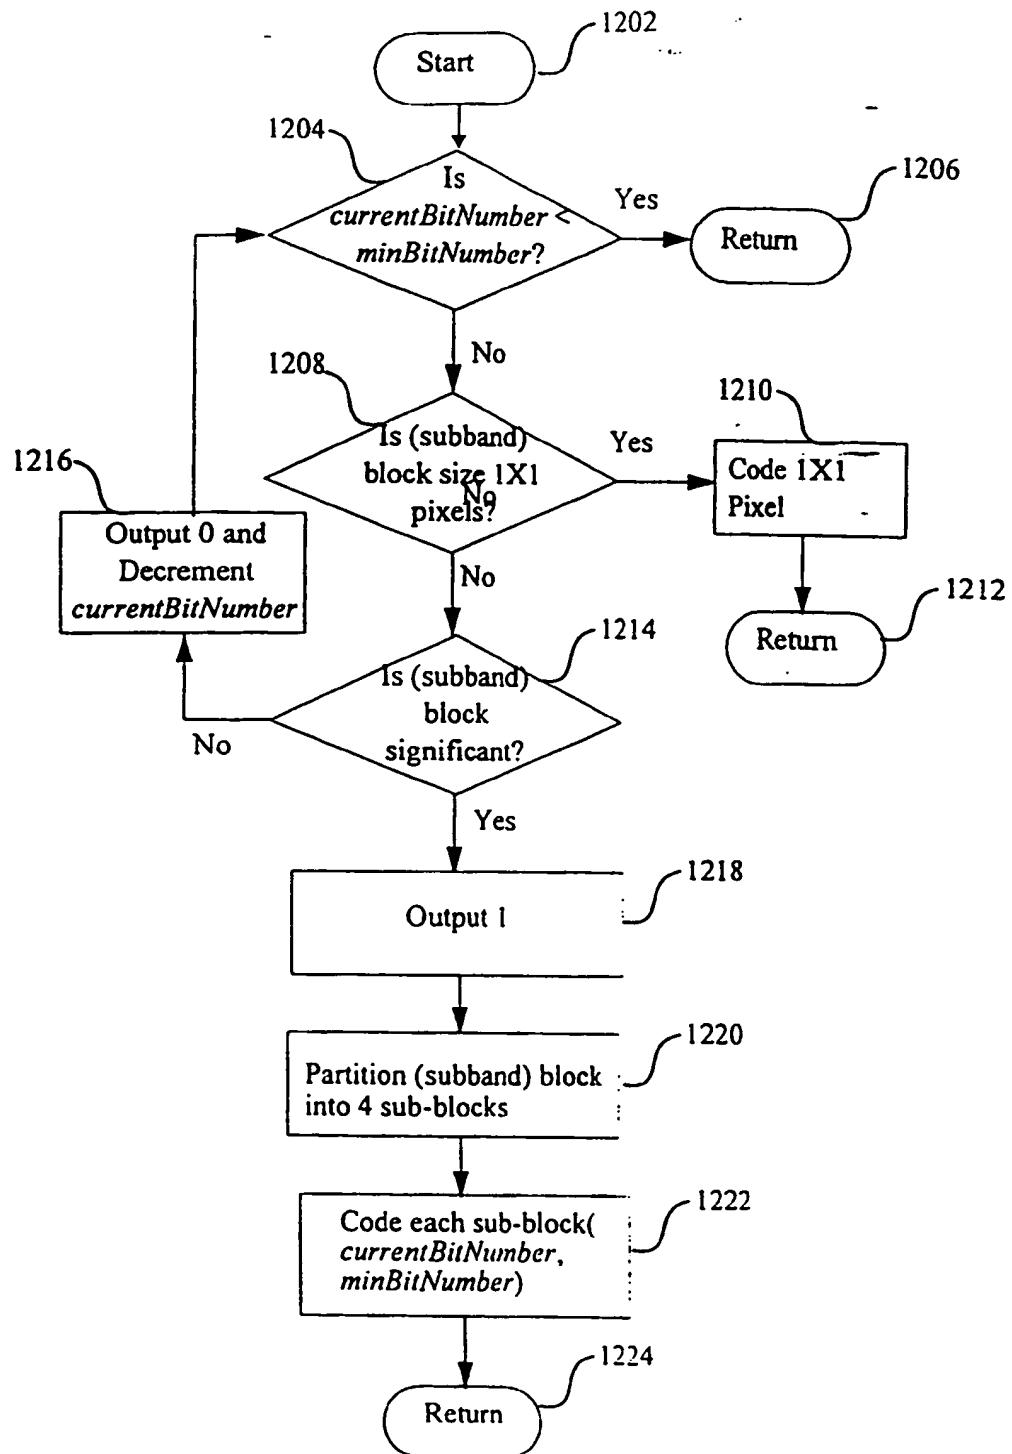 1202
Start
1204
Is
currentBitNumber <
minBitNumber?
Yes
1206
Return
No
1208
Is (subband)
block size 1X1
No
pixels?
Yes
1210
Code 1X1
Pixel
1216
Output 0 and
Decrement
currentBitNumber
No
1212
Return
1214
Is (subband)
block
significant?
No
Yes
1218
Output 1
1220
Partition (subband) block
into 4 sub-blocks
1222
Code each sub-block(
currentBitNumber,
minBitNumber)
1224
Return